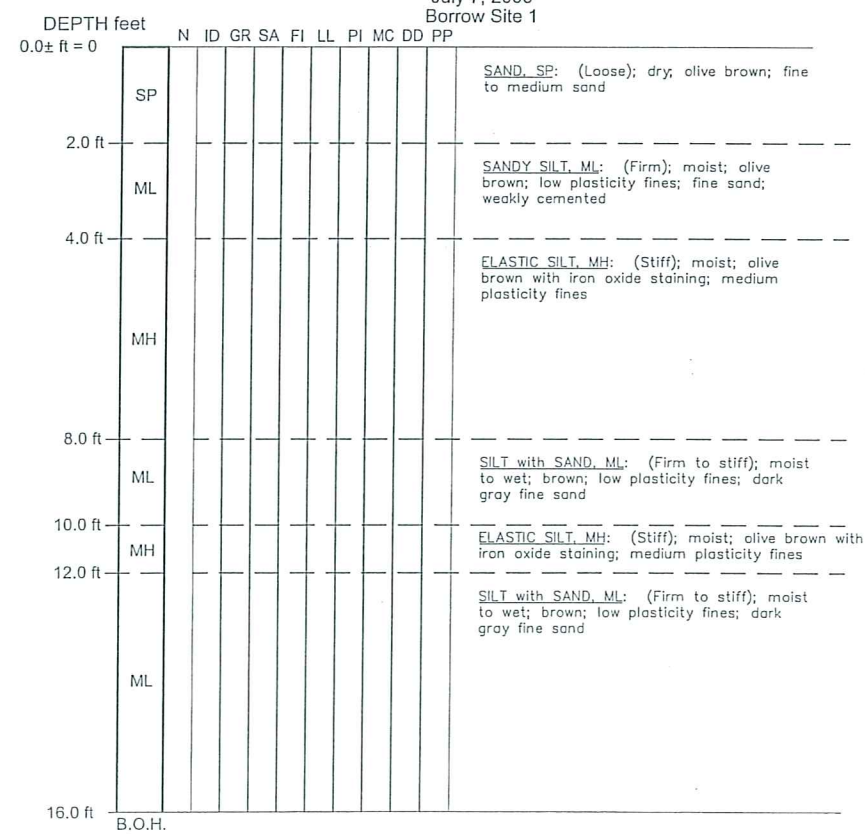 Borrow Site 1
DEPTH feet
N ID GR SA FI LL PI MC DD PP
0.0± ft = 0
SP
SAND, SP: (Loose); dry; olive brown; fine
to medium sand
2.0 ft
ML
SANDY SILT, ML: (Firm); moist; olive
brown; low plasticity fines; fine sand;
weakly cemented
4.0 ft
MH
ELASTIC SILT, MH: (Stiff); moist; olive
brown with iron oxide staining; medium
plasticity fines
8.0 ft
ML
SILT with SAND, ML: (Firm to stiff); moist
to wet; brown; low plasticity fines; dark
gray fine sand
10.0 ft
MH
ELASTIC SILT, MH: (Stiff); moist; olive brown with
iron oxide staining; medium plasticity fines
12.0 ft
SILT with SAND, ML: (Firm to stiff); moist
to wet; brown; low plasticity fines; dark
gray fine sand
ML
16.0 ft
B.O.H.